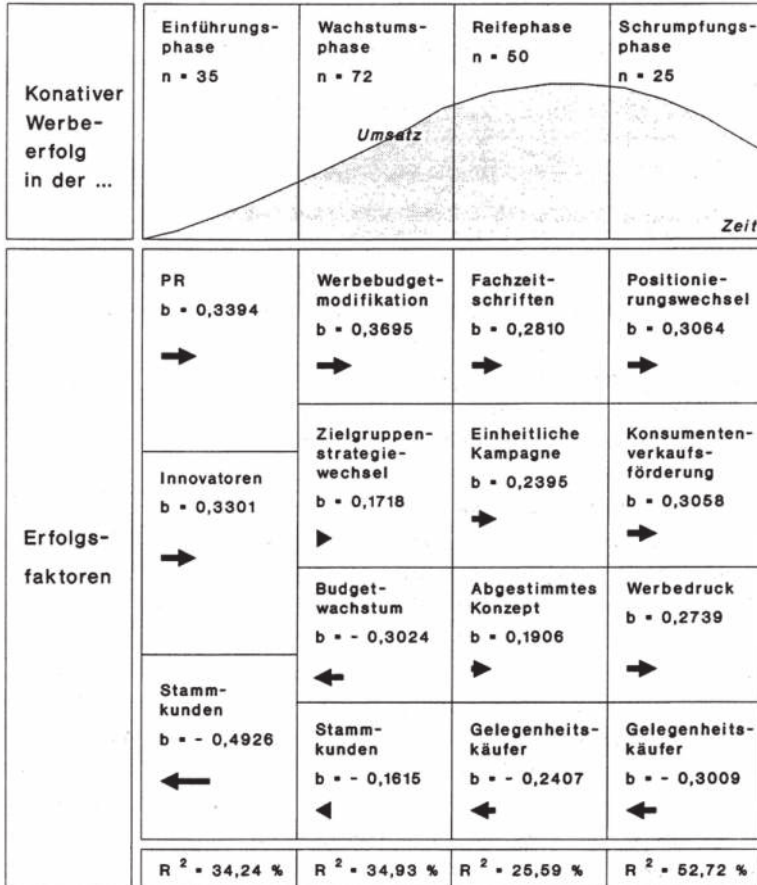 Konativer
Werbe-
erfolg
in der ...
Einführungs-
phase
n = 35
Wachstums-
phase
n = 72
Reifephase
n = 50
Schrumpfungs-
phase
n = 25
Umsatz
Zeit
Erfolgs-
faktoren
PR
b = 0,3394
Innovatoren
b = 0,3301
Stamm-
kunden
b = - 0,4926
R² = 34,24 %
Werbebudget-
modifikation
b = 0,3695
Zielgruppen-
strategie-
wechsel
b = 0,1718
Budget-
wachstum
b = - 0,3024
Stamm-
kunden
b = - 0,1615
R² = 34,93 %
Fachzeit-
schriften
b = 0,2810
Einheitliche
Kampagne
b = 0,2395
Abgestimmtes
Konzept
b = 0,1906
Gelegenheits-
käufer
b = - 0,2407
R² = 25,59 %
Positionie-
rungswechsel
b = 0,3064
Konsumenten-
verkaufs-
förderung
b = 0,3058
Werbedruck
b = 0,2739
Gelegenheits-
käufer
b = - 0,3009
R² = 52,72 %